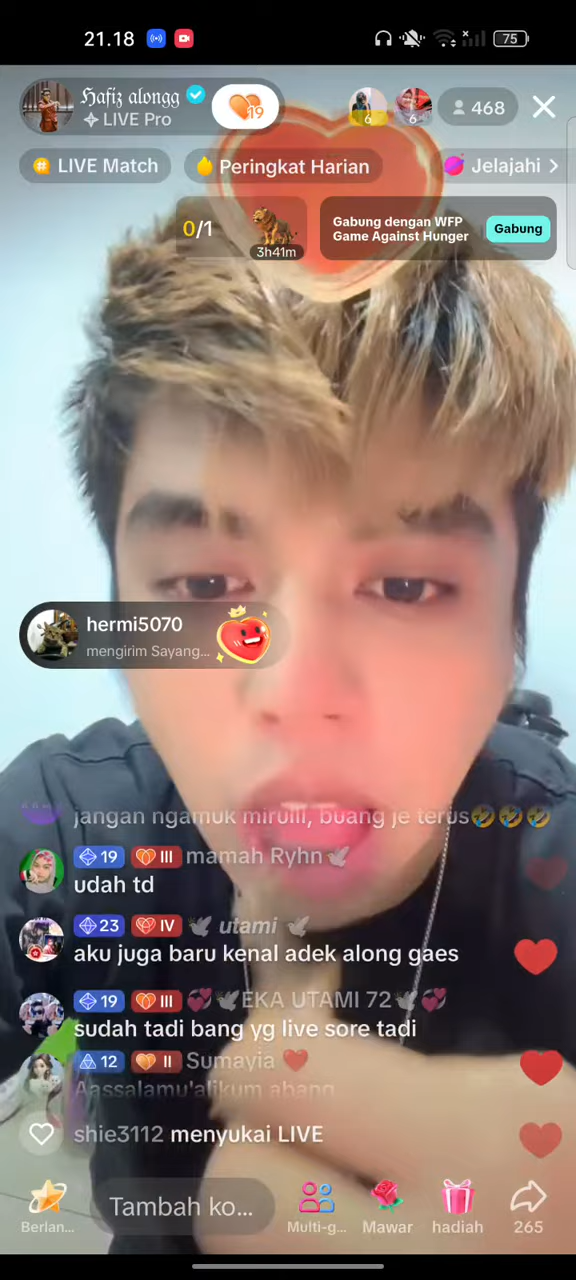 21.18
75
ℌafiz alongg
LIVE Pro
19
6
6
468
LIVE Match
Peringkat Harian
Jelajahi >
0/1
3h41m
Gabung dengan WFP
Game Against Hunger
Gabung
hermi5070
mengirim Sayang...
jangan ngamuk miruiii, buang je terus🤣🤣🤣
19 III mamah Ryhn🕊
udah td
23 IV 🕊 utami 🕊
aku juga baru kenal adek along gaes
19 III 💞🕊EKA UTAMI 72🕊💞
sudah tadi bang yg live sore tadi
12 II Sumayia ❤
Aassalamu'alikum abang
shie3112 menyukai LIVE
Berlan...
Tambah ko...
Multi-g...
Mawar
hadiah
265